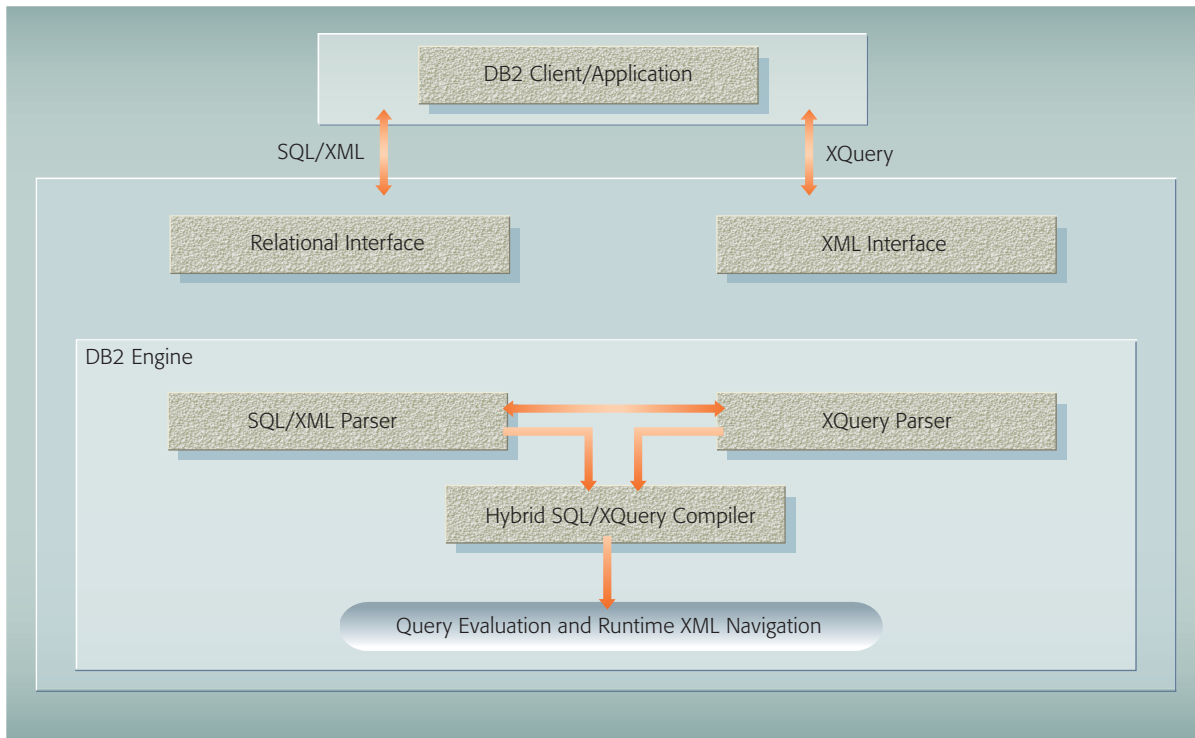 DB2 Client/Application
SQL/XML
XQuery
Relational Interface
XML Interface
DB2 Engine
SQL/XML Parser
XQuery Parser
Hybrid SQL/XQuery Compiler
Query Evaluation and Runtime XML Navigation